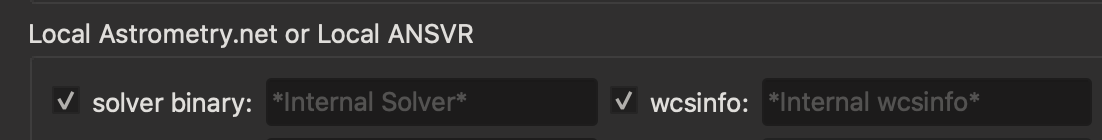 Local Astrometry.net or Local ANSVR
solver binary: *Internal Solver* wcsinfo: *Internal wcsinfo*